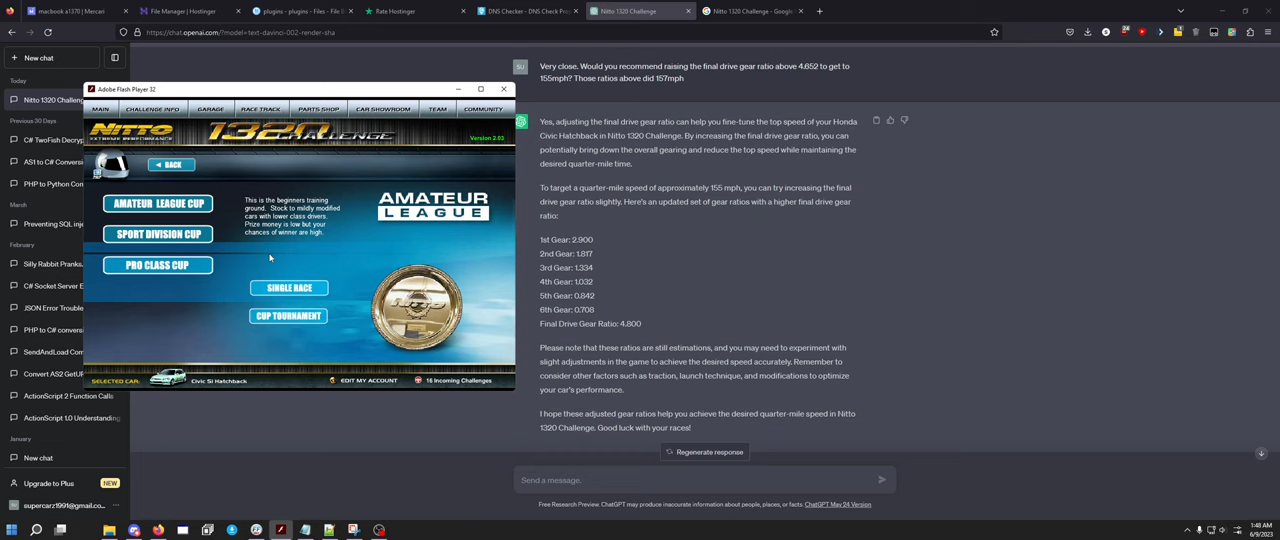 macbook a1370 | Mercari
File Manager | Hostinger
plugins - plugins - Files - File B
Rate Hostinger
DNS Checker - DNS Check Pro
Nitto 1320 Challenge
Nitto 1320 Challenge - Google
https://chat.openai.com/?model=text-davinci-002-render-sha
24
New chat
Today
Nitto 1320 Challeng
Previous 30 Days
C# TwoFish Decryp
AS1 to C# Conversi
PHP to Python Con
March
Preventing SQL inje
February
Silly Rabbit Pranks.
C# Socket Server E
JSON Error Trouble
PHP to C# conversi
SendAndLoad Com
Convert AS2 GetUR
ActionScript 2 Function Calls
ActionScript 1.0 Understanding
January
New chat
Upgrade to Plus
NEW
supercarz1991@gmail.co...
Adobe Flash Player 32
MAIN
CHALLENGE INFO
GARAGE
RACE TRACK
PARTS SHOP
CAR SHOWROOM
TEAM
COMMUNITY
NITTO
EXTREME PERFORMANCE
1320
CHALLENGE
Version 2.03
BACK
AMATEUR LEAGUE CUP
SPORT DIVISION CUP
PRO CLASS CUP
This is the beginners training
ground. Stock to mildly modified
cars with lower class drivers.
Prize money is low but your
chances of winner are high.
AMATEUR
LEAGUE
NITTO
SINGLE RACE
CUP TOURNAMENT
SELECTED CAR:
Civic Si Hatchback
EDIT MY ACCOUNT
16 Incoming Challenges
SU
Very close. Would you recommend raising the final drive gear ratio above 4.652 to get to
155mph? Those ratios above did 157mph
Yes, adjusting the final drive gear ratio can help you fine-tune the top speed of your Honda
Civic Hatchback in Nitto 1320 Challenge. By increasing the final drive gear ratio, you can
potentially bring down the overall gearing and reduce the top speed while maintaining the
desired quarter-mile time.
To target a quarter-mile speed of approximately 155 mph, you can try increasing the final
drive gear ratio slightly. Here's an updated set of gear ratios with a higher final drive gear
ratio:
1st Gear: 2.900
2nd Gear: 1.817
3rd Gear: 1.334
4th Gear: 1.032
5th Gear: 0.842
6th Gear: 0.708
Final Drive Gear Ratio: 4.800
Please note that these ratios are still estimations, and you may need to experiment with
slight adjustments in the game to achieve the desired speed accurately. Remember to
consider other factors such as traction, launch technique, and modifications to optimize
your car's performance.
I hope these adjusted gear ratios help you achieve the desired quarter-mile speed in Nitto
1320 Challenge. Good luck with your races!
Regenerate response
Send a message.
Free Research Preview. ChatGPT may produce inaccurate information about people, places, or facts. ChatGPT May 24 Version
1:48 AM
6/9/2023